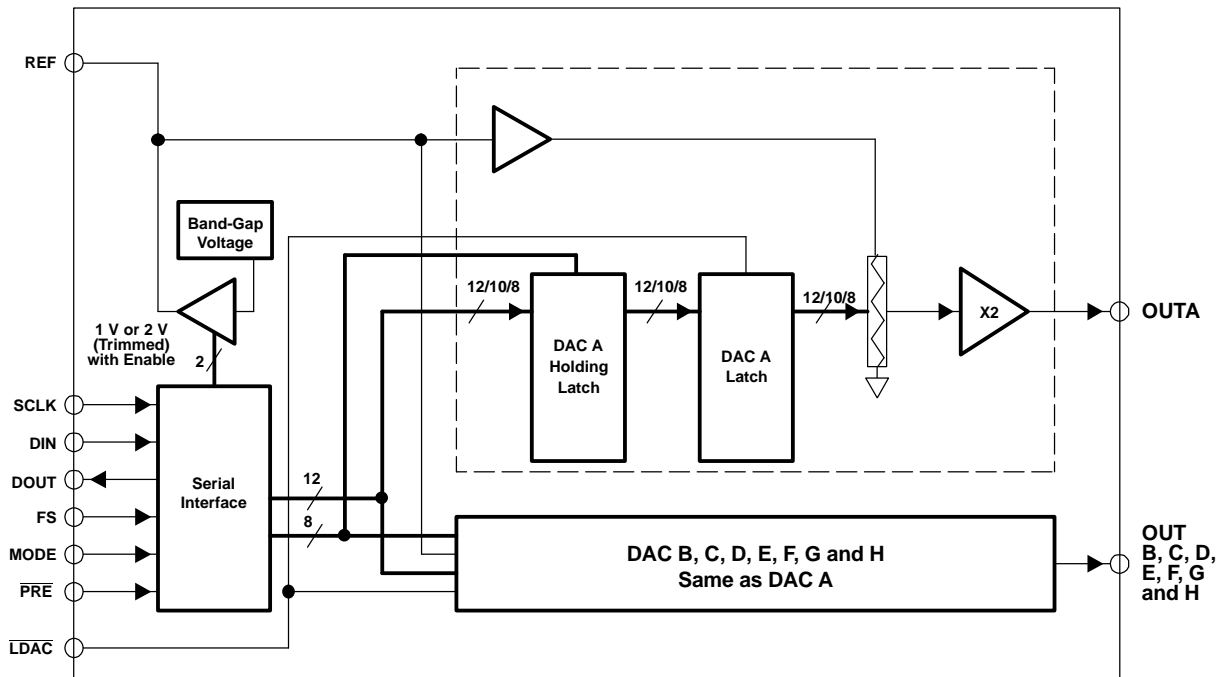 REF
Band-Gap
Voltage
1 V or 2 V
(Trimmed)
with Enable
2
12/10/8
12/10/8
12/10/8
DAC A
Holding
Latch
DAC A
Latch
X2
OUTA
SCLK
DIN
DOUT
FS
MODE
PRE
LDAC
Serial
Interface
12
8
DAC B, C, D, E, F, G and H
Same as DAC A
OUT
B, C, D,
E, F, G
and H